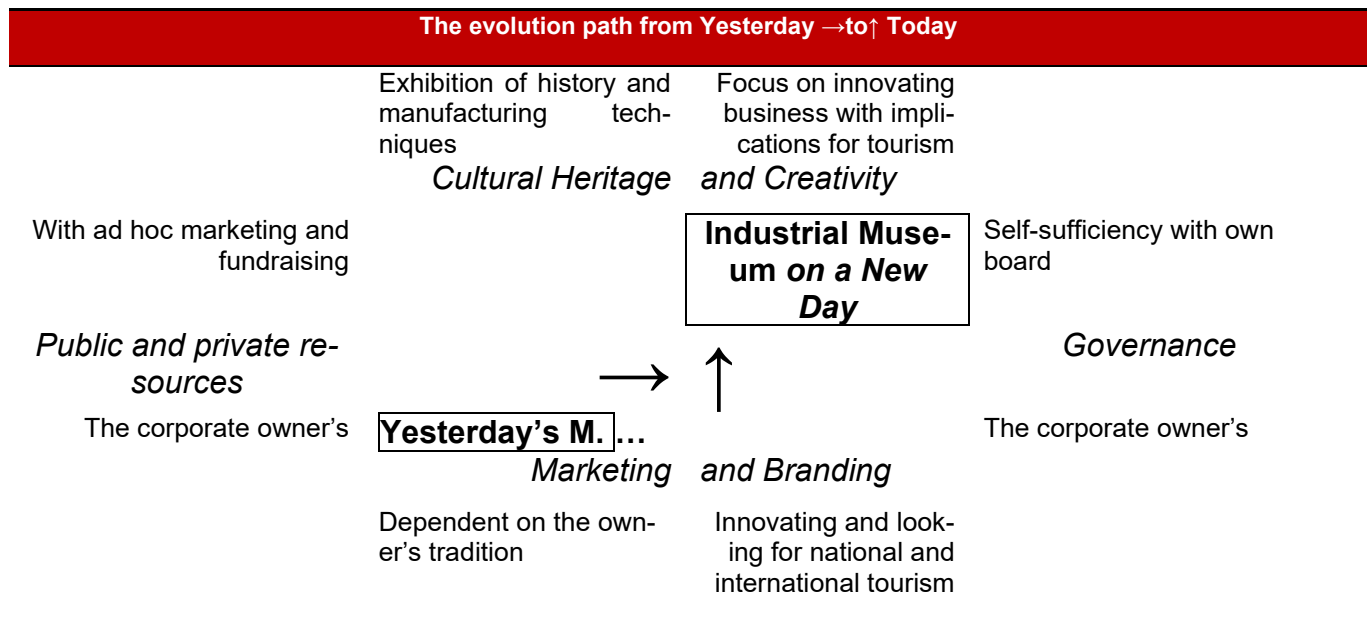 The evolution path from Yesterday →to↑ Today
Exhibition of history and
manufacturing tech-
niques
Focus on innovating
business with impli-
cations for tourism
Cultural Heritage and Creativity
With ad hoc marketing and
fundraising
Industrial Muse-
um on a New
Day
Self-sufficiency with own
board
Public and private re-
sources
→ ↑
Governance
The corporate owner’s
Yesterday’s M. …
The corporate owner’s
Marketing and Branding
Dependent on the own-
er’s tradition
Innovating and look-
ing for national and
international tourism